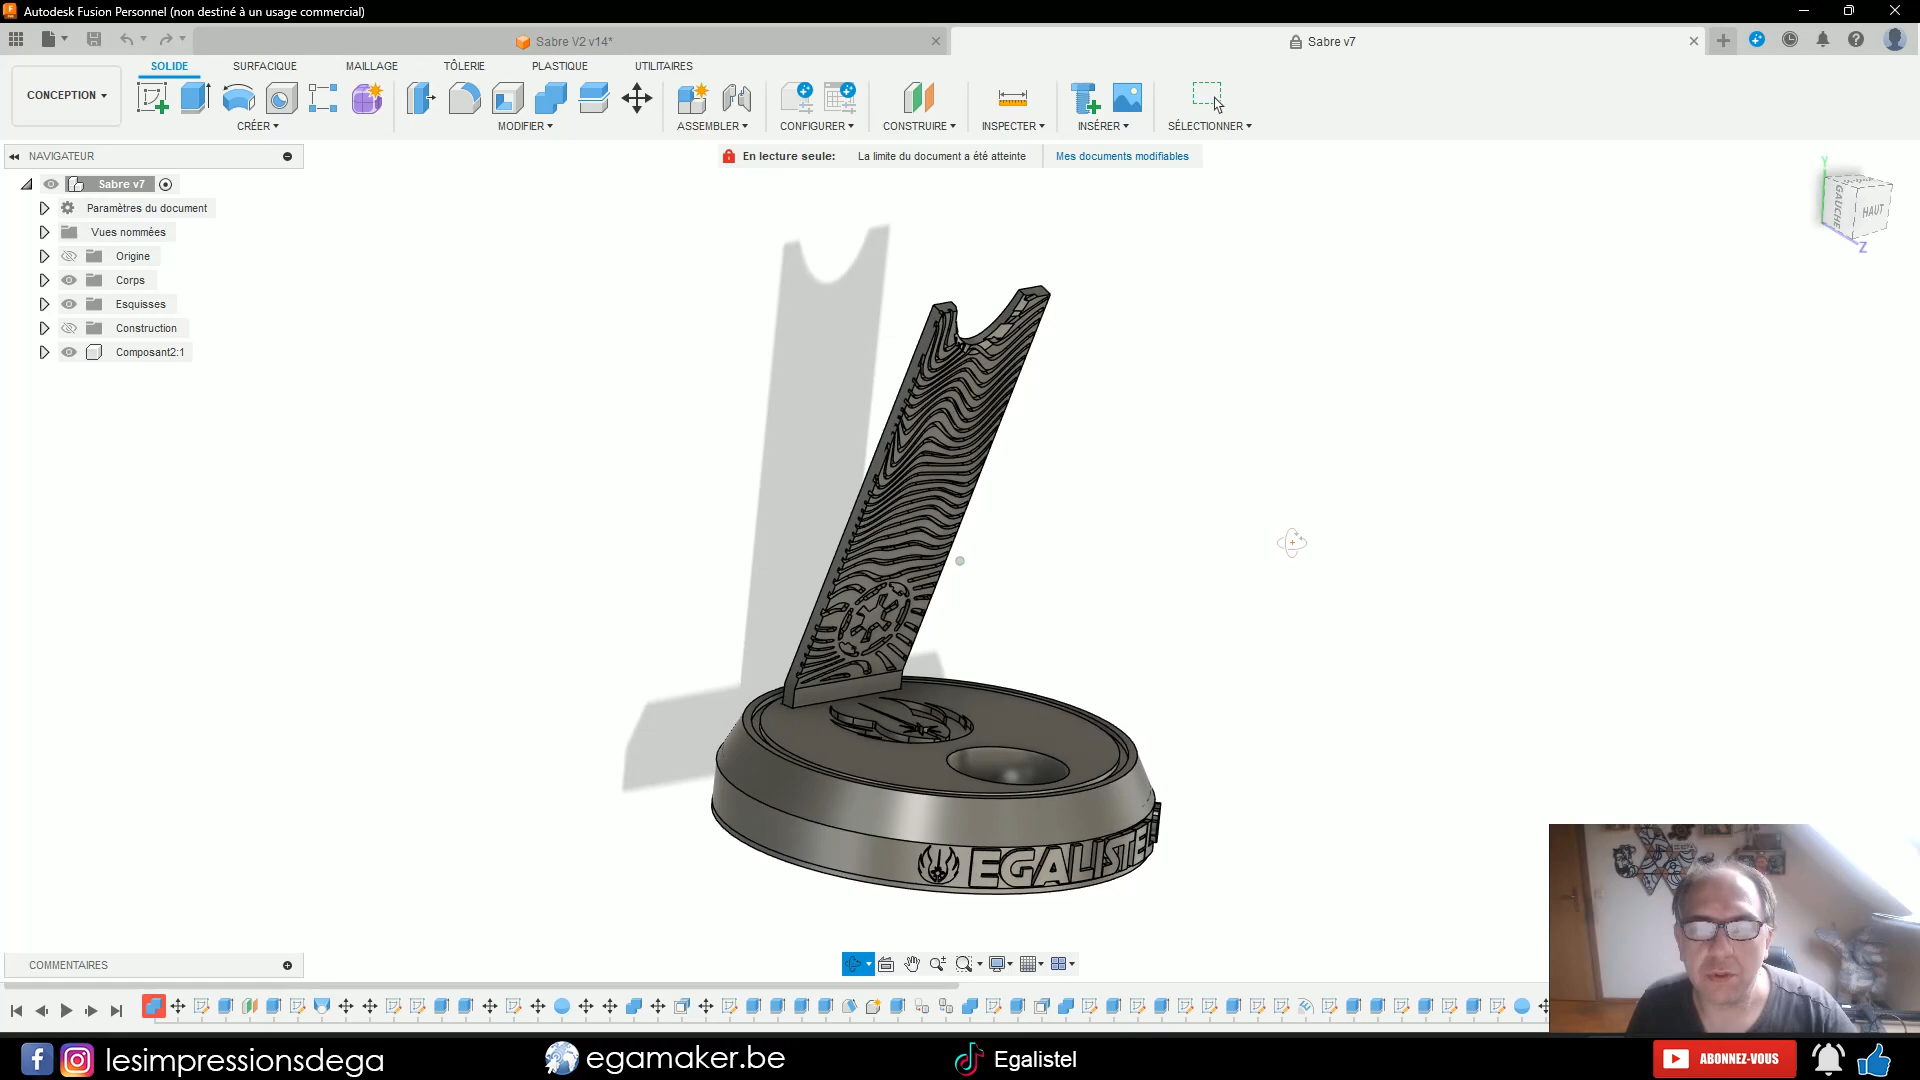 Autodesk Fusion Personnel (non destiné à un usage commercial)
Sabre V2 v14*
Sabre v7
SOLIDE
SURFACIQUE
MAILLAGE
TÔLERIE
PLASTIQUE
UTILITAIRES
CONCEPTION
CRÉER
MODIFIER
ASSEMBLER
CONFIGURER
CONSTRUIRE
INSPECTER
INSÉRER
SÉLECTIONNER
NAVIGATEUR
En lecture seule:
La limite du document a été atteinte
Mes documents modifiables
Sabre v7
Paramètres du document
Vues nommées
Origine
Corps
Esquisses
Construction
Composant2:1
Y
GAUCHE
HAUT
Z
EGALISTE
COMMENTAIRES
lesimpressionsdega
egamaker.be
Egalistel
ABONNEZ-VOUS